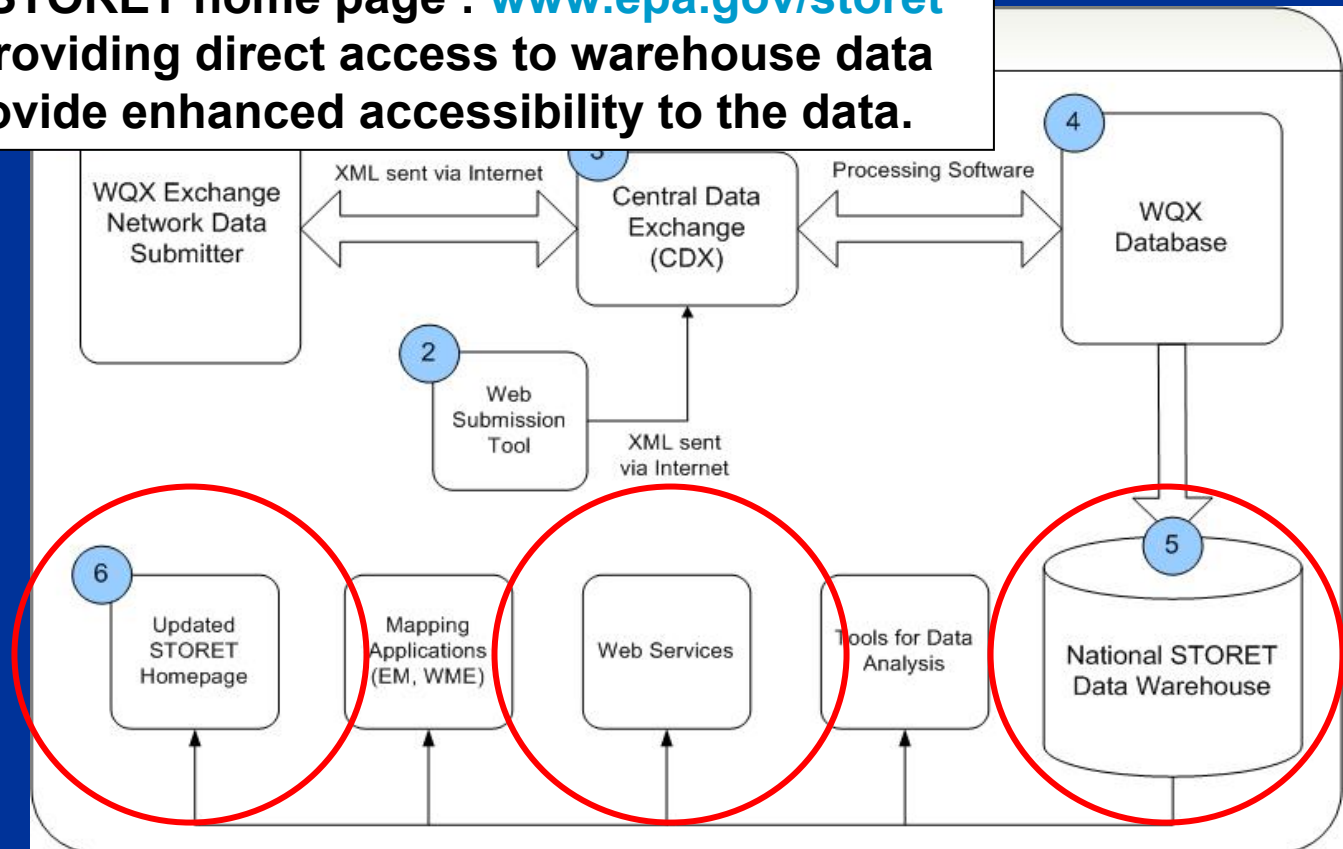 STORET home page : www.epa.gov/storet
roviding direct access to warehouse data
ovide enhanced accessibility to the data.
4
3
XML sent via Internet
Processing Software
WQX Exchange
Network Data
Submitter
Central Data
Exchange
(CDX)
WQX
Database
2
Web
Submission
Tool
XML sent
via Internet
5
6
Updated
STORET
Homepage
Mapping
Applications
(EM, WME)
Web Services
Tools for Data
Analysis
National STORET
Data Warehouse